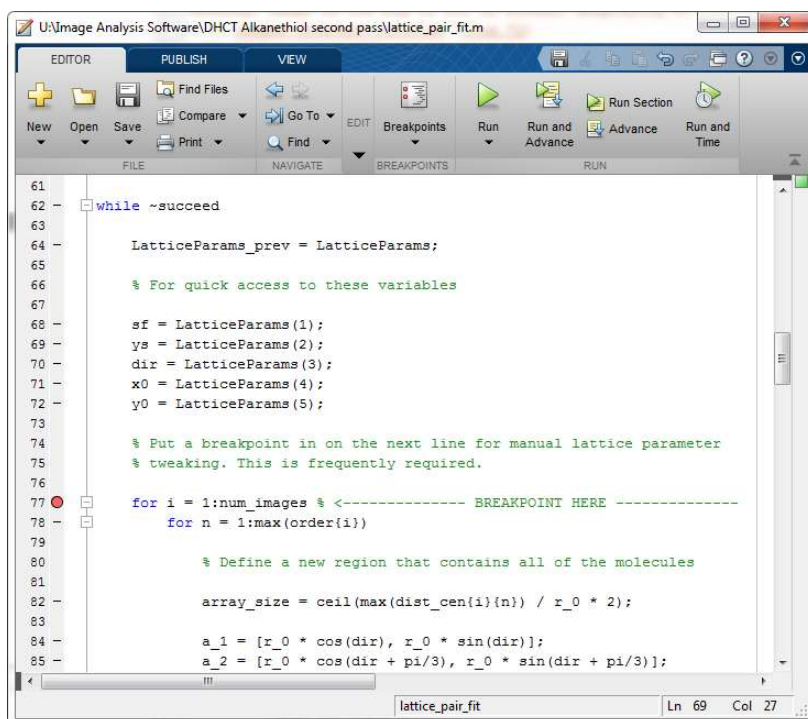 U:\Image Analysis Software\DHCT Alkanethiol second pass\lattice_pair_fit.m
EDITOR PUBLISH VIEW
New Open Save Find Files Compare Print
Go To Find
EDIT
Breakpoints
Run Run and Advance Run Section Advance Run and Time
FILE NAVIGATE BREAKPOINTS RUN
61
62 – while ~succeed
63
64 – LatticeParams_prev = LatticeParams;
65
66 % For quick access to these variables
67
68 – sf = LatticeParams(1);
69 – ys = LatticeParams(2);
70 – dir = LatticeParams(3);
71 – x0 = LatticeParams(4);
72 – y0 = LatticeParams(5);
73
74 % Put a breakpoint in on the next line for manual lattice parameter
75 % tweaking. This is frequently required.
76
77 for i = 1:num_images % <-------------- BREAKPOINT HERE --------------
78 – for n = 1:max(order{i})
79
80 % Define a new region that contains all of the molecules
81
82 – array_size = ceil(max(dist_cen{i}{n}) / r_0 * 2);
83
84 – a_1 = [r_0 * cos(dir), r_0 * sin(dir)];
85 – a_2 = [r_0 * cos(dir + pi/3), r_0 * sin(dir + pi/3)];
lattice_pair_fit Ln 69 Col 27